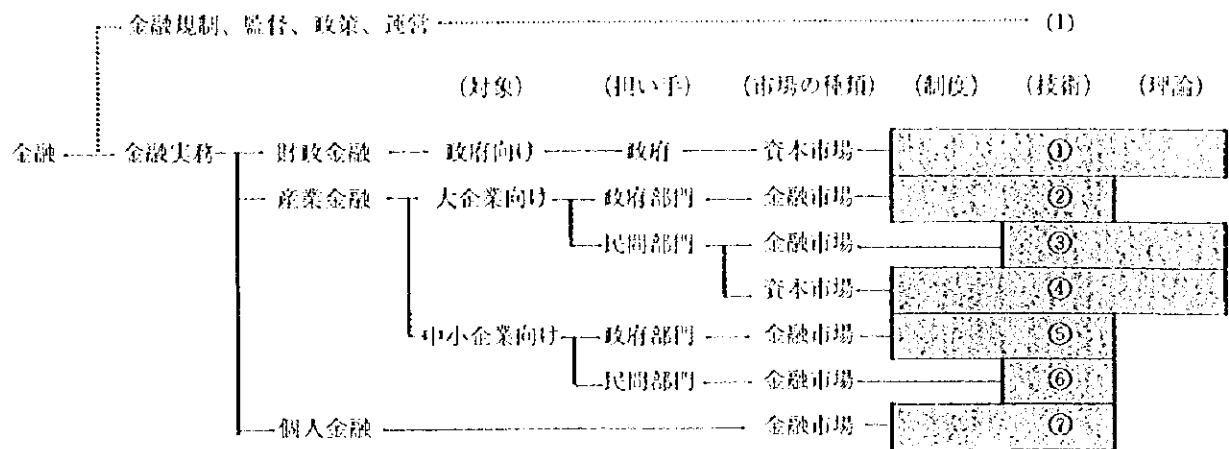 金融規制、監督、政策、運営 (1)
(対象) (担い手) (市場の種類) (制度) (技術) (理論)
金融 金融実務 財政金融 政府向け 政府 資本市場 ①
産業金融 大企業向け 政府部門 金融市場 ②
民間部門 金融市場 ③
資本市場 ④
中小企業向け 政府部門 金融市場 ⑤
民間部門 金融市場 ⑥
個人金融 金融市場 ⑦